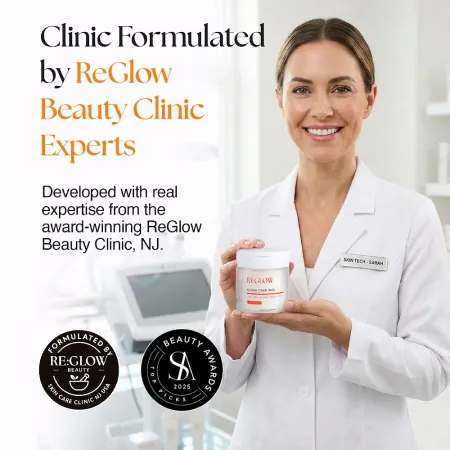 Clinic Formulated
by ReGlow
Beauty Clinic
Experts
Developed with real
expertise from the
award-winning ReGlow
Beauty Clinic, NJ.
SKIN TECH - SARAH
REGLOW
FORMULATED BY
RE:GLOW
BEAUTY
SKIN CARE CLINIC NJ USA
BEAUTY AWARDS
SA
2025
TOP PICKS